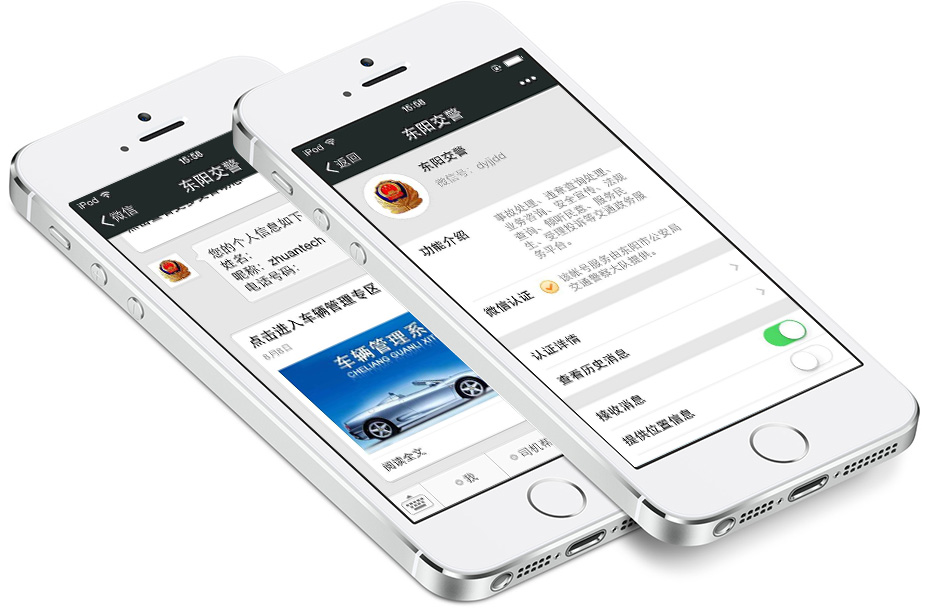 iPod
15:58
微信
东阳交警
您的个人信息如下
姓名:
昵称: zhuantech
电话号码:
点击进入车辆管理专区
8月8日
车辆管理系
CHELIANG GUANLI XIT
阅读全文
我
司机帮
iPod
15:58
返回
东阳交警
东阳交警
微信号: dyjjdd
功能介绍
事故处理、违章查询处理、
业务咨询、安全宣传、法规
查询、倾听民意、服务民
生、受理投诉等交通政务服
务平台。
微信认证
该帐号服务由东阳市公安局
交通警察大队提供。
认证详情
查看历史消息
接收消息
提供位置信息